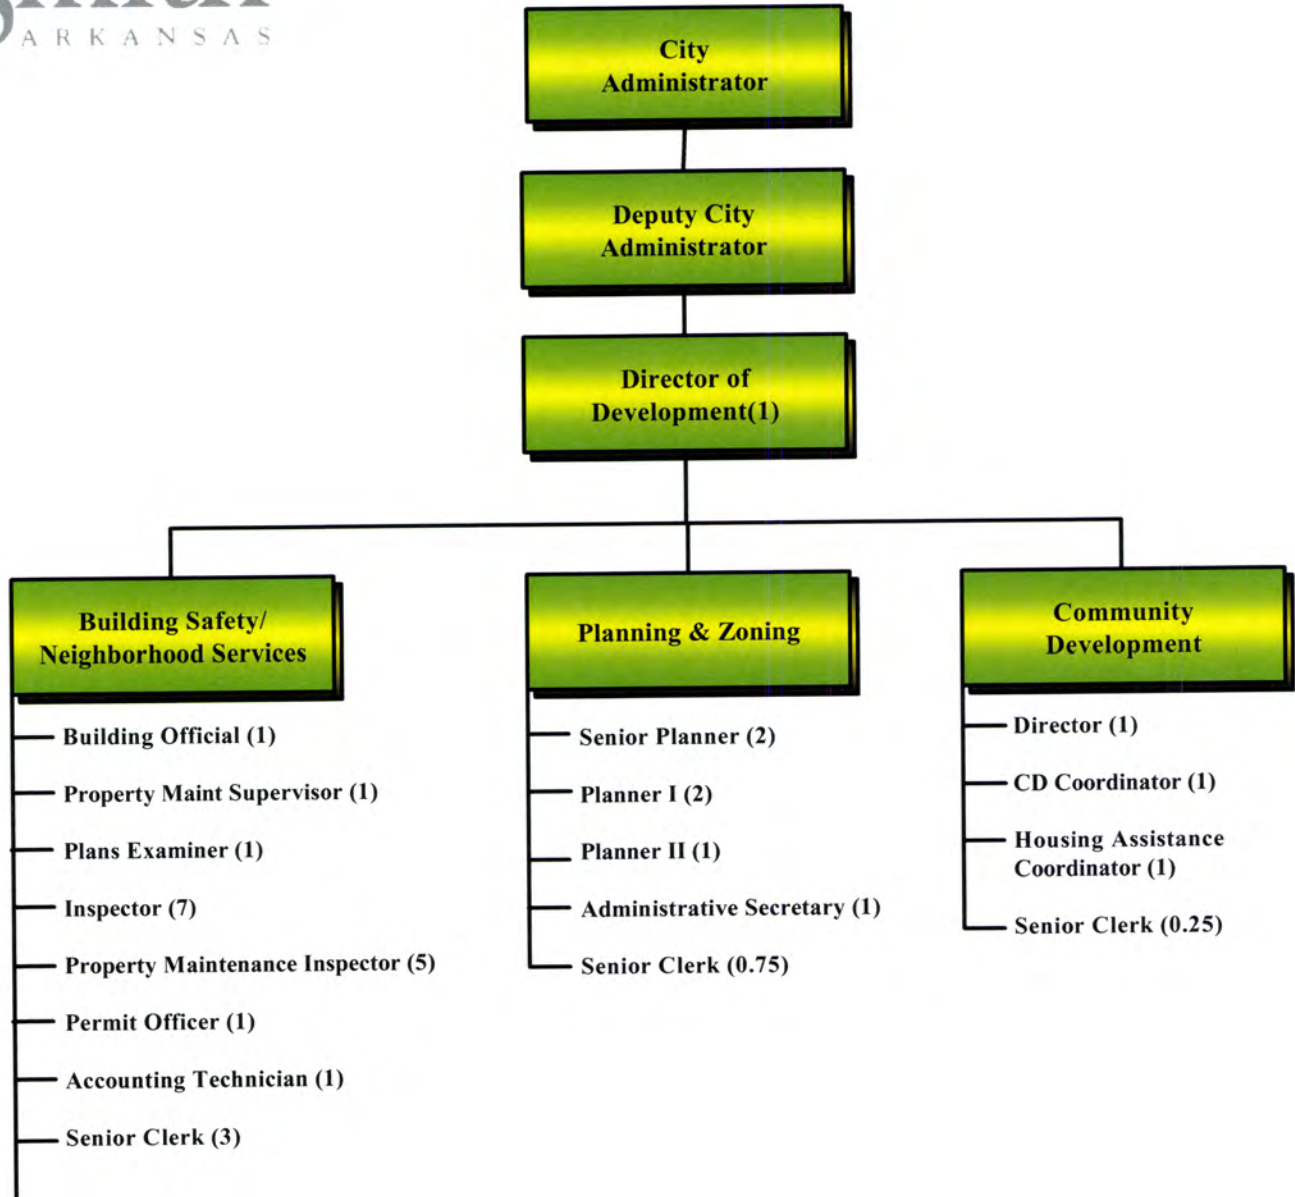 ARKANSAS
City
Administrator
Deputy City
Administrator
Director of
Development(1)
Building Safety/
Neighborhood Services
Building Official (1)
Property Maint Supervisor (1)
Plans Examiner (1)
Inspector (7)
Property Maintenance Inspector (5)
Permit Officer (1)
Accounting Technician (1)
Senior Clerk (3)
Planning & Zoning
Senior Planner (2)
Planner I (2)
Planner II (1)
Administrative Secretary (1)
Senior Clerk (0.75)
Community
Development
Director (1)
CD Coordinator (1)
Housing Assistance
Coordinator (1)
Senior Clerk (0.25)